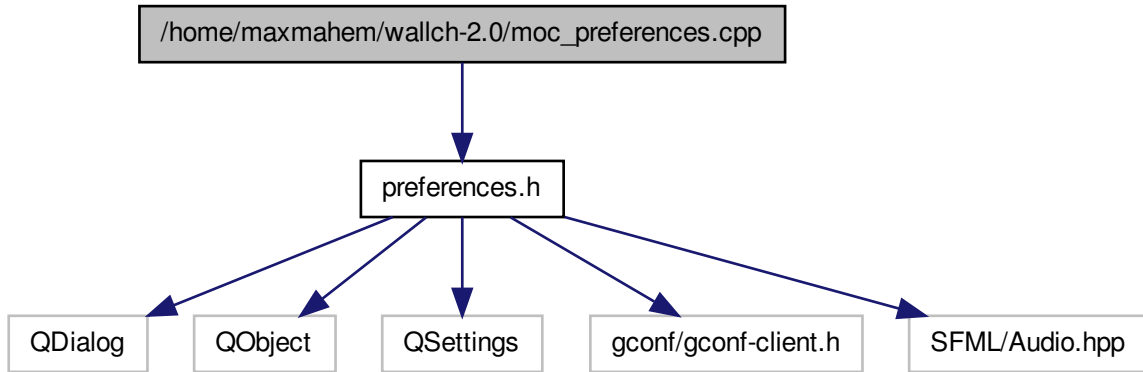 /home/maxmahem/wallch-2.0/moc_preferences.cpp
preferences.h
QDialog
QObject
QSettings
gconf/gconf-client.h
SFML/Audio.hpp